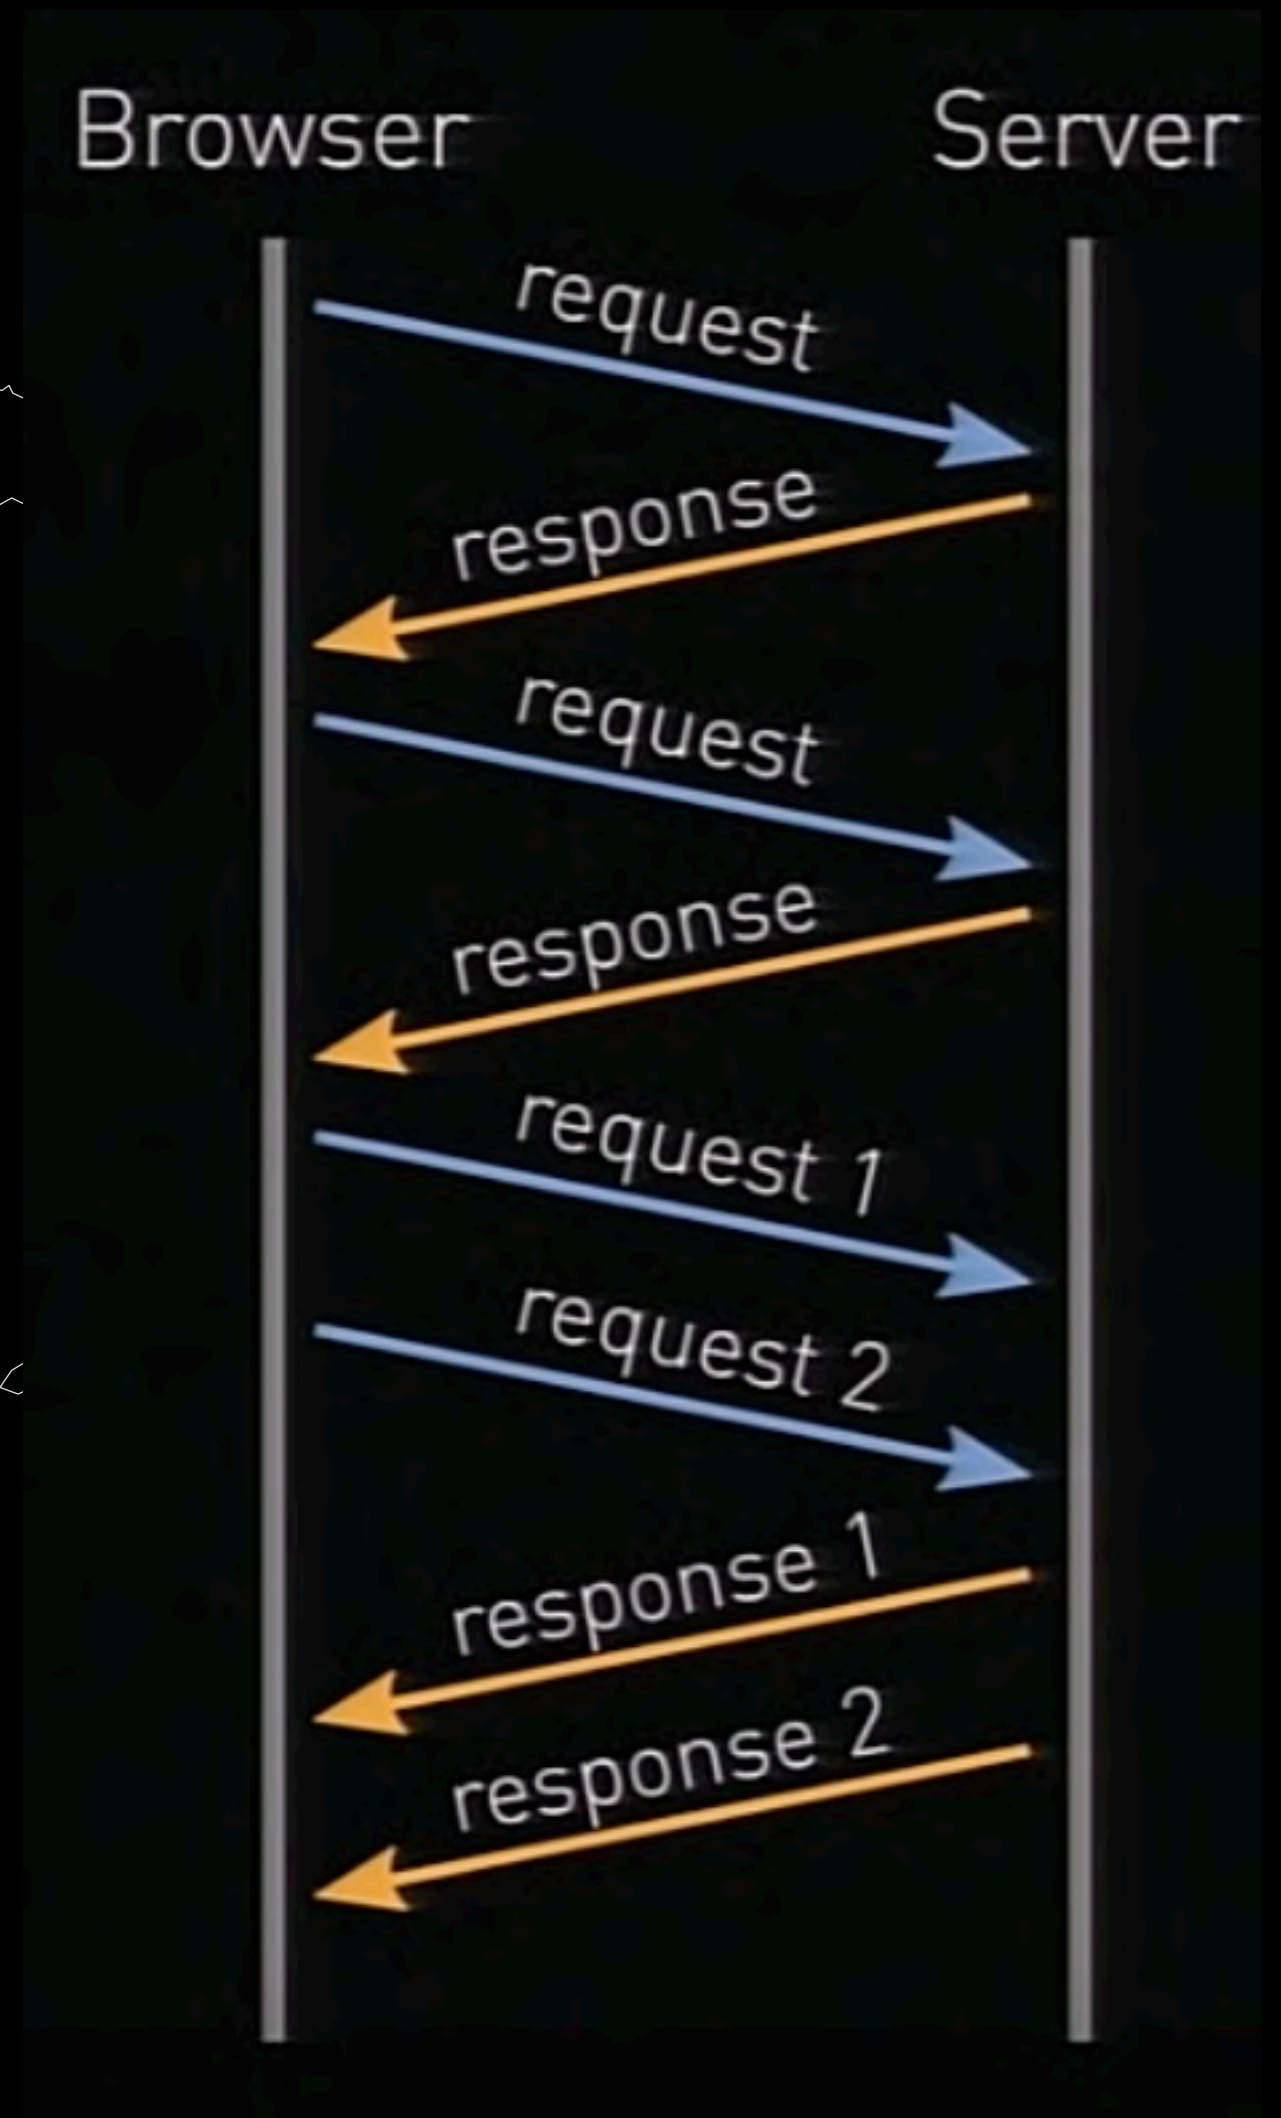 Browser Server
request
response
request
response
request 1
request 2
response 1
response 2